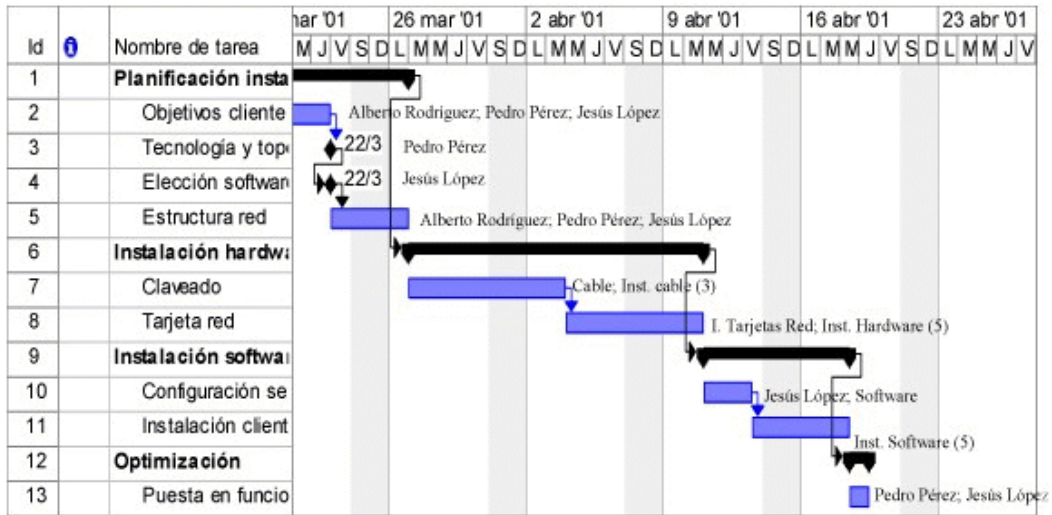 nar '01 26 mar '01 2 abr '01 9 abr '01 16 abr '01 23 abr '01
Id Nombre de tarea M J V S D L M M J V S D L M M J V S D L M M J V S D L M M J V S D L M M J V
1 Planificación insta
2 Objetivos cliente Alberto Rodríguez; Pedro Pérez; Jesús López
3 Tecnología y topo 22/3 Pedro Pérez
4 Elección softwar 22/3 Jesús López
5 Estructura red Alberto Rodríguez; Pedro Pérez; Jesús López
6 Instalación hardwa
7 Claveado Cable; Inst. cable (3)
8 Tarjeta red I. Tarjetas Red; Inst. Hardware (5)
9 Instalación softwar
10 Configuración se Jesús López; Software
11 Instalación client Inst. Software (5)
12 Optimización
13 Puesta en funcio Pedro Pérez; Jesús López